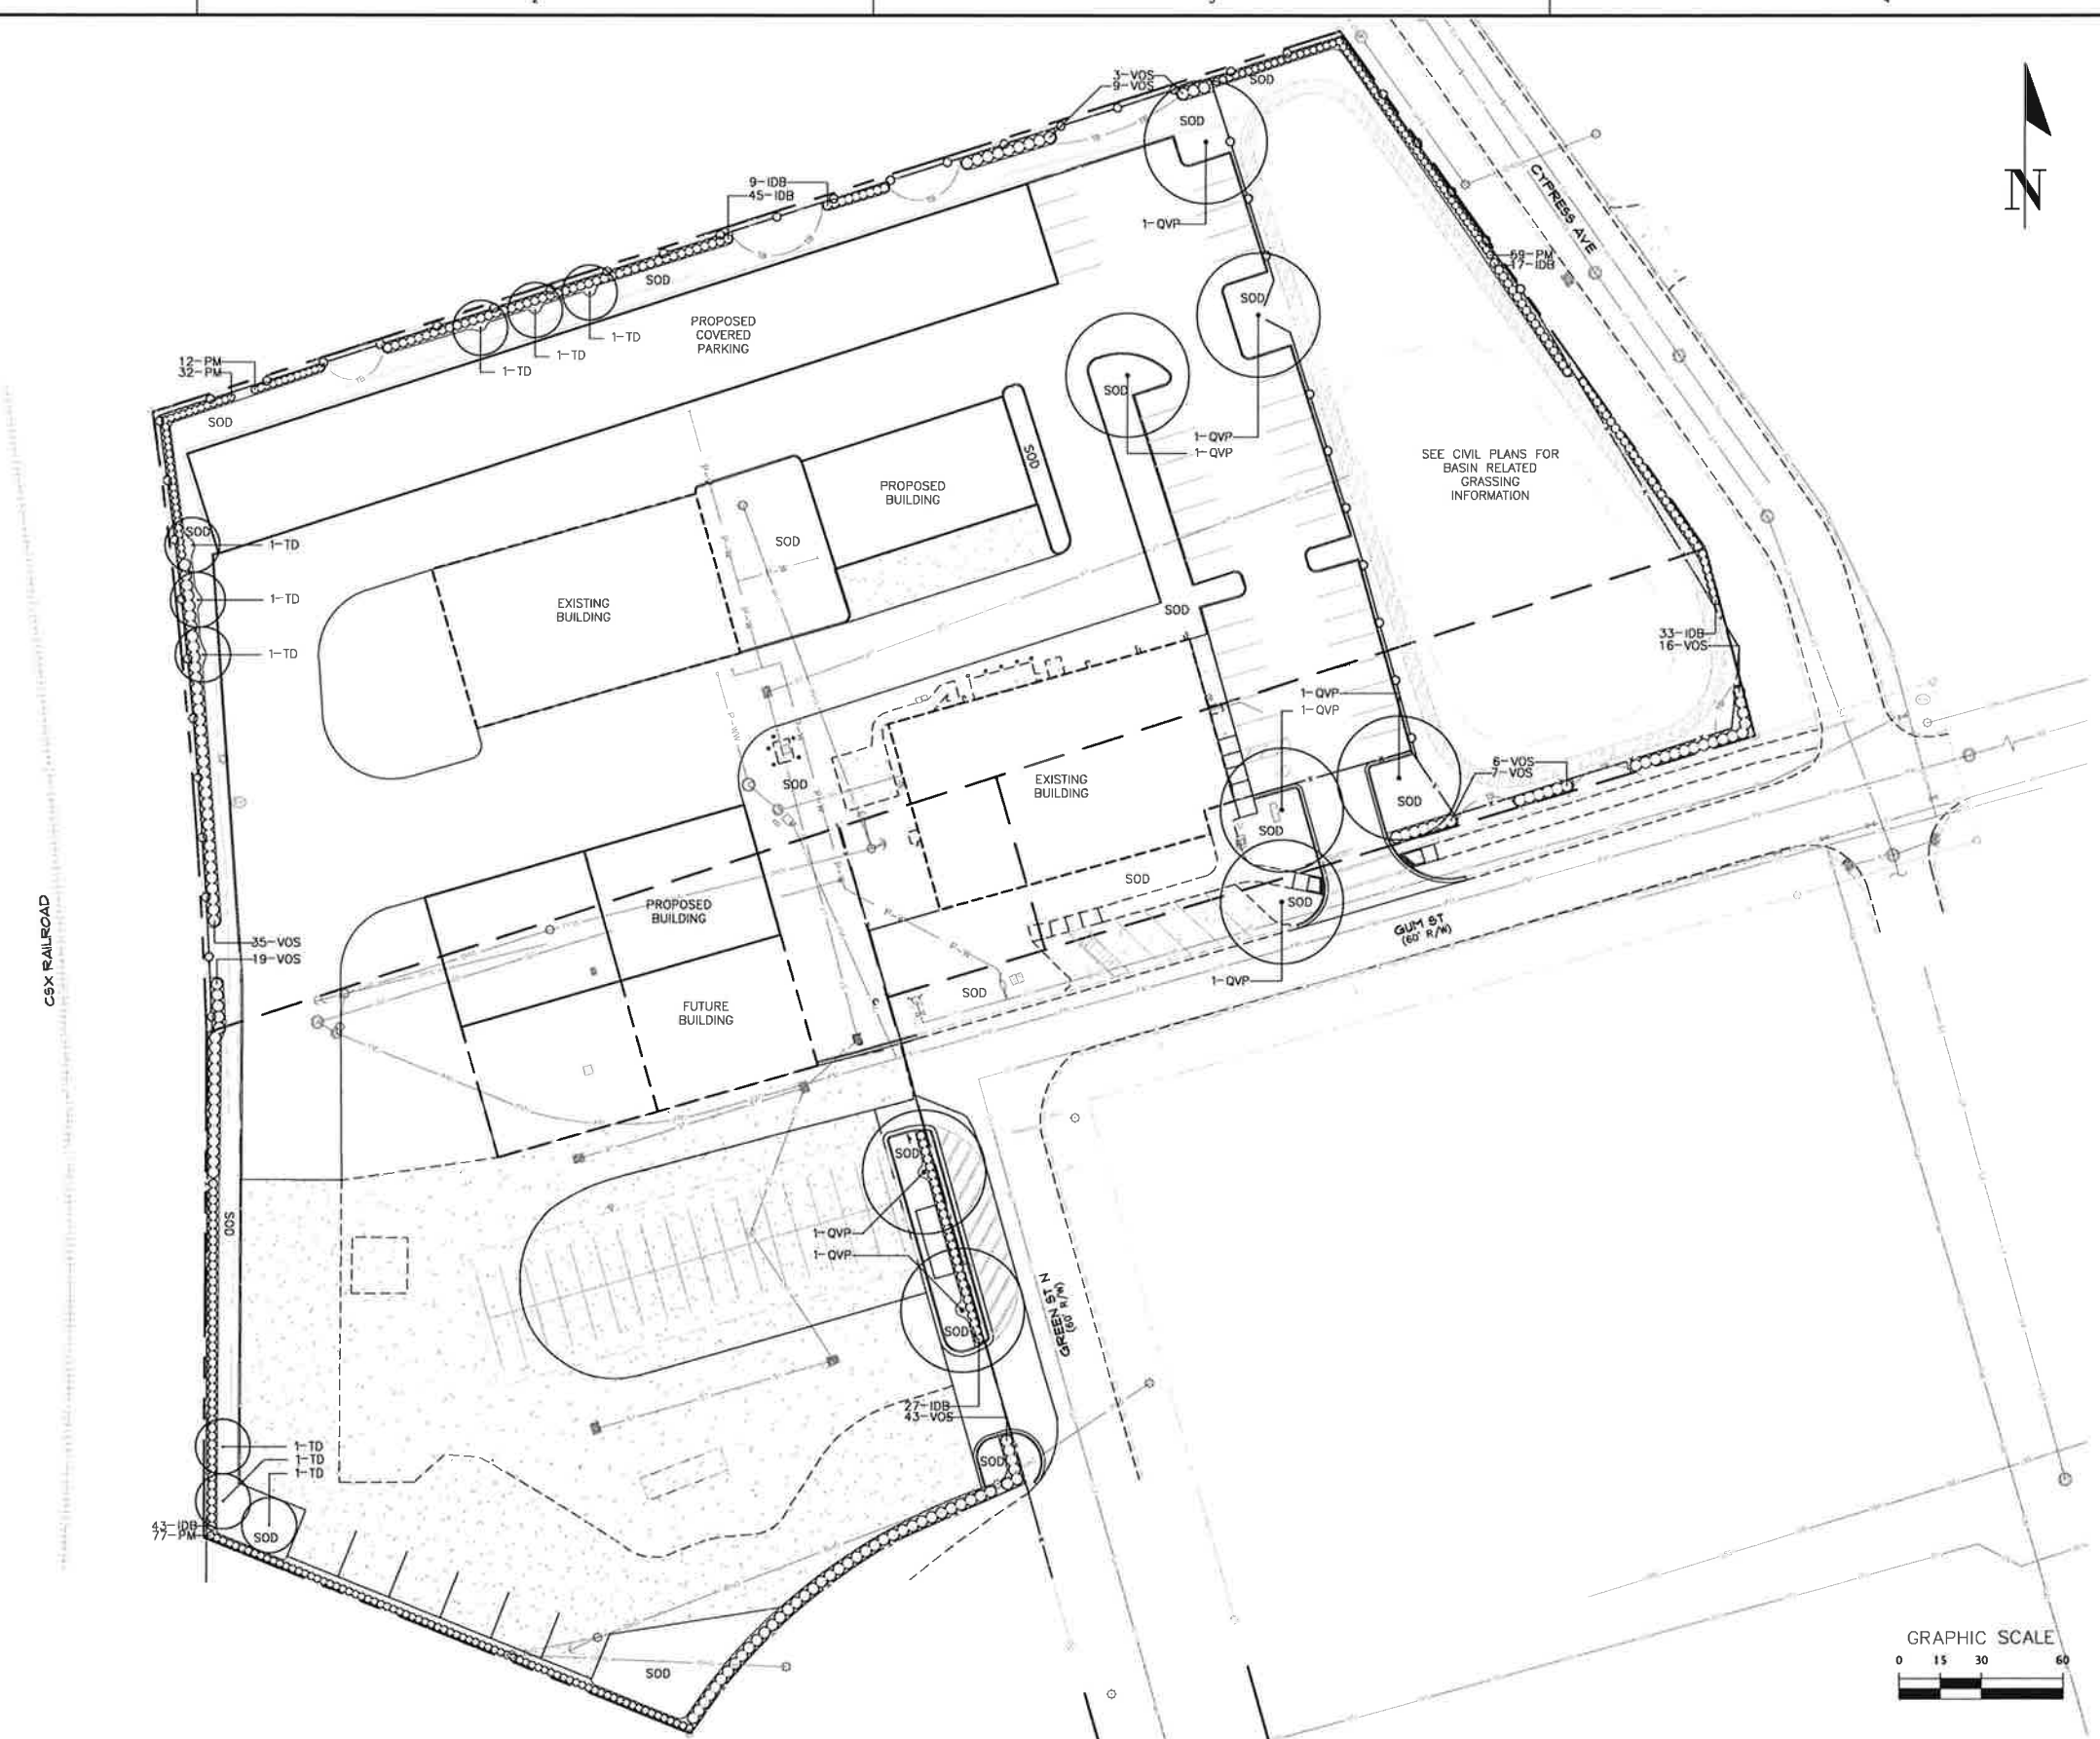 3-VOS
9-VOS
SOD
SOD
N
9-IDB
45-IDB
1-QVP
CYPRESS AVE
69-PM
17-IDB
SOD
SOD
PROPOSED
COVERED
PARKING
1-TD
1-TD
1-TD
12-PM
32-PM
SOD
SOD
1-QVP
1-QVP
SOD
SEE CIVIL PLANS FOR
BASIN RELATED
GRASSING
INFORMATION
PROPOSED
BUILDING
SOD
SOD
1-TD
1-TD
1-TD
EXISTING
BUILDING
SOD
33-IDB
16-VOS
1-QVP
1-QVP
6-VOS
7-VOS
SOD
EXISTING
BUILDING
SOD
SOD
SOD
SOD
PROPOSED
BUILDING
GUM ST
(60' R/W)
CSX RAILROAD
35-VOS
19-VOS
1-QVP
SOD
FUTURE
BUILDING
SOD
SOD
1-QVP
1-QVP
SOD
GREEN ST N
(60' R/W)
27-IDB
43-VOS
SOD
1-TD
1-TD
1-TD
43-IDB
77-PM
SOD
SOD
GRAPHIC SCALE
0 15 30 60